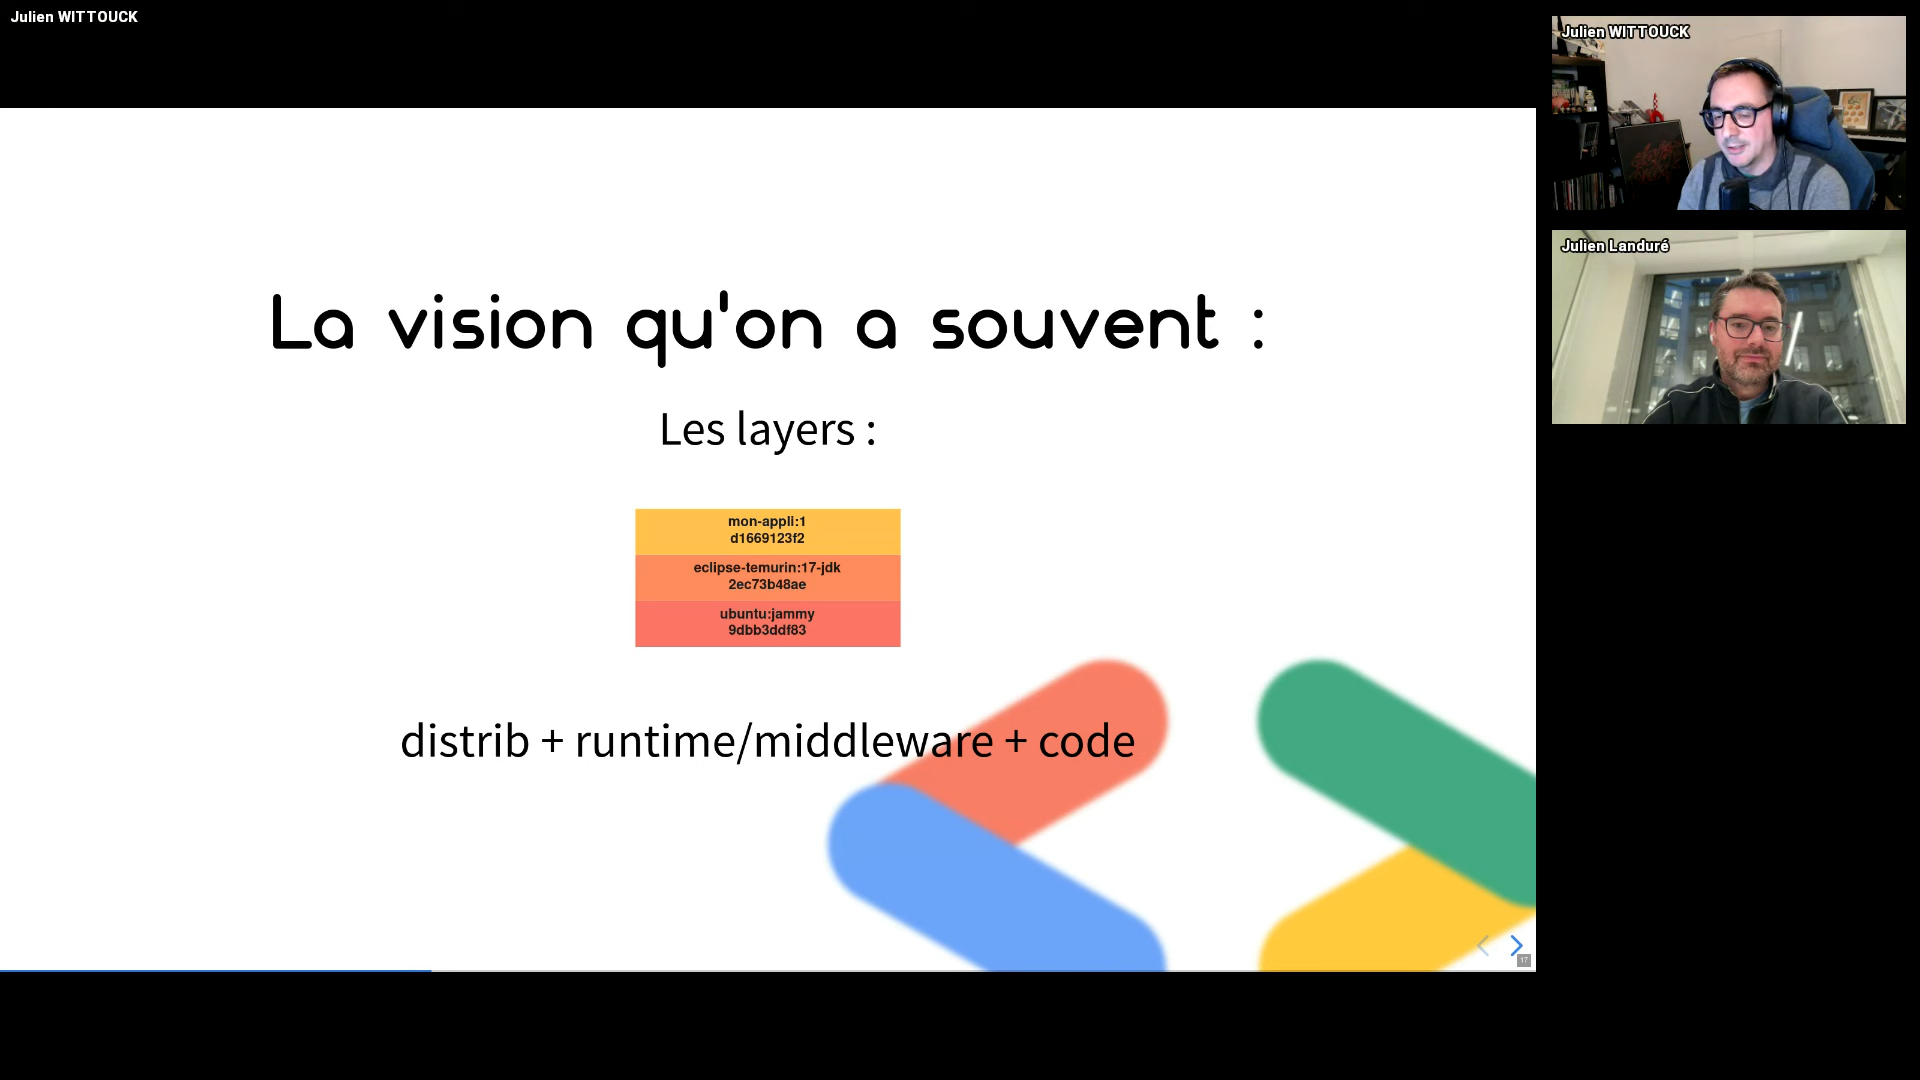 Julien WITTOUCK
La vision qu'on a souvent :
Les layers :
mon-appli:1
d1669123f2
eclipse-temurin:17-jdk
2ec73b48ae
ubuntu:jammy
9dbb3ddf83
distrib + runtime/middleware + code
17
Julien WITTOUCK
Julien Landuré